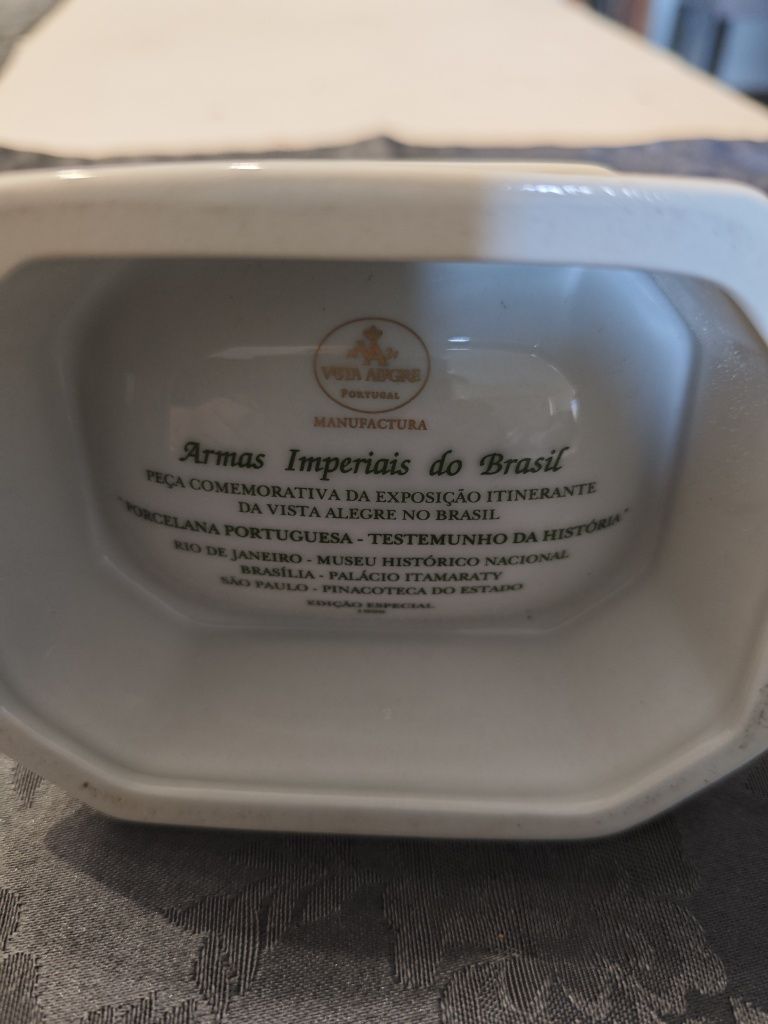 VISTA ALEGRE
PORTUGAL
MANUFACTURA
Armas Imperiais do Brasil
PEÇA COMEMORATIVA DA EXPOSIÇÃO ITINERANTE
DA VISTA ALEGRE NO BRASIL
"PORCELANA PORTUGUESA - TESTEMUNHO DA HISTÓRIA"
RIO DE JANEIRO - MUSEU HISTÓRICO NACIONAL
BRASÍLIA - PALÁCIO ITAMARATY
SÃO PAULO - PINACOTECA DO ESTADO
EDIÇÃO ESPECIAL